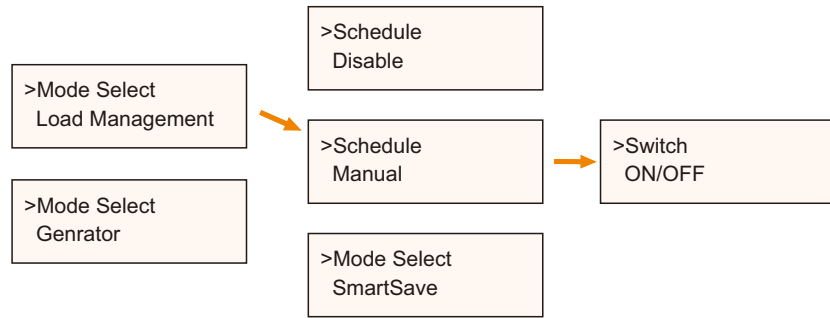 >Mode Select
Load Management
>Mode Select
Genrator
>Schedule
Disable
>Schedule
Manual
>Mode Select
SmartSave
>Switch
ON/OFF